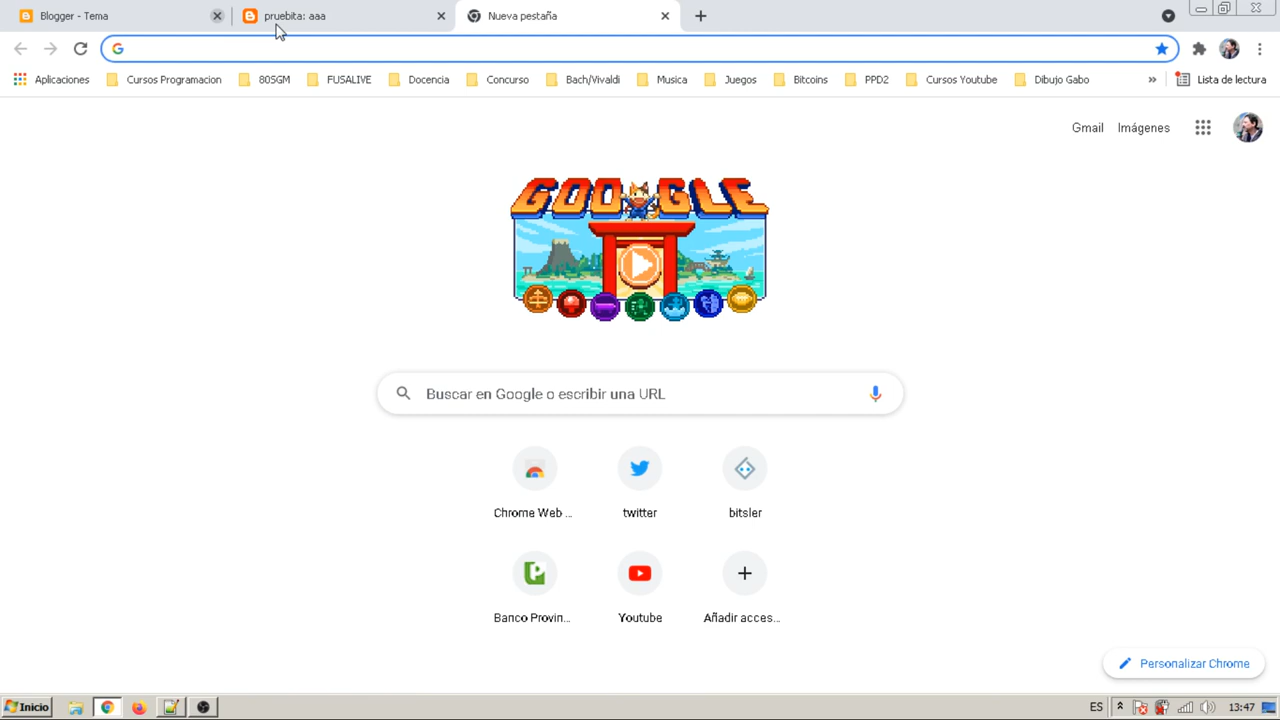 Blogger - Tema
pruebita: aaa
Nueva pestaña
Aplicaciones
Cursos Programacion
80SGM
FUSALIVE
Docencia
Concurso
Bach/Vivaldi
Musica
Juegos
Bitcoins
PPD2
Cursos Youtube
Dibujo Gabo
»
Lista de lectura
Gmail
Imágenes
GOOGLE
Buscar en Google o escribir una URL
Chrome Web ...
twitter
bitsler
Banco Provin...
Youtube
Añadir acces...
Personalizar Chrome
Inicio
ES
13:47